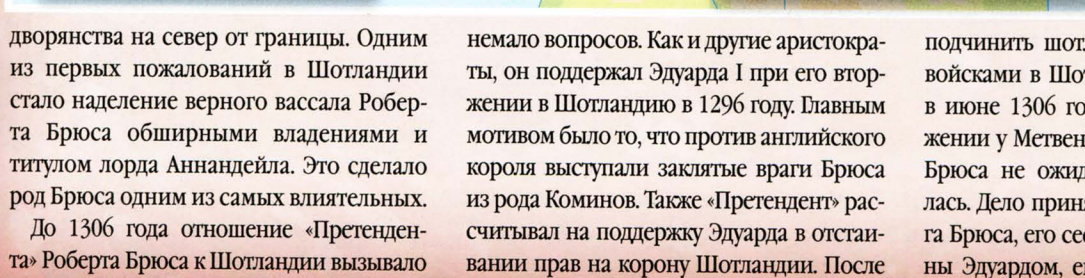 дворянства на север от границы. Одним
из первых пожалований в Шотландии
стало наделение верного вассала Робер-
та Брюса обширными владениями и
титулом лорда Аннандейла. Это сделало
род Брюса одним из самых влиятельных.
До 1306 года отношение «Претенден-
та» Роберта Брюса к Шотландии вызывало
немало вопросов. Как и другие аристокра-
ты, он поддержал Эдуарда I при его втор-
жении в Шотландию в 1296 году. Главным
мотивом было то, что против английского
короля выступали заклятые враги Брюса
из рода Коминов. Также «Претендент» рас-
считывал на поддержку Эдуарда в отстаи-
вании прав на корону Шотландии. После
подчинить шот
войсками в Шо
в июне 1306 го
жении у Метвен
Брюса не ожид
лась. Дело прин
га Брюса, его се
ны Эдуардом, е